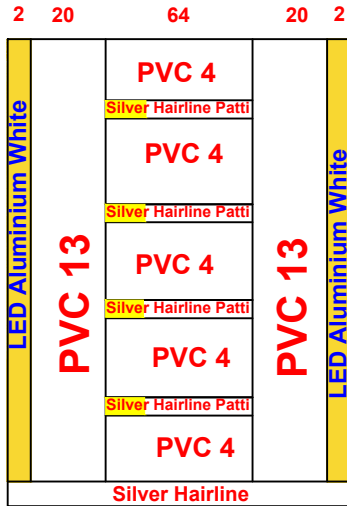 2 20 64 20 2
LED Aluminium White
PVC 13
PVC 4
Silver Hairline Patti
PVC 4
Silver Hairline Patti
PVC 4
Silver Hairline Patti
PVC 4
Silver Hairline Patti
PVC 4
PVC 13
LED Aluminium White
Silver Hairline